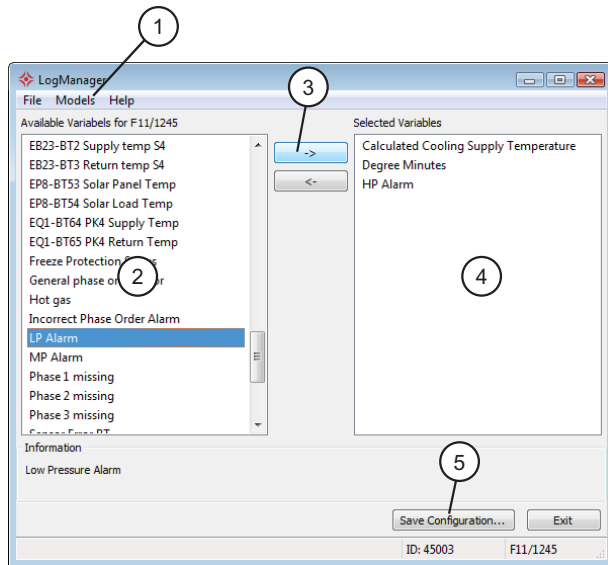 1
LogManager
3
File Models Help
Available Variabels for F11/1245
Selected Variables
EB23-BT2 Supply temp S4
EB23-BT3 Return temp S4
EP8-BT53 Solar Panel Temp
EP8-BT54 Solar Load Temp
EQ1-BT64 PK4 Supply Temp
EQ1-BT65 PK4 Return Temp
Freeze Protection
General phase
2
Hot gas
Incorrect Phase Order Alarm
LP Alarm
MP Alarm
Phase 1 missing
Phase 2 missing
Phase 3 missing
->
<-
Calculated Cooling Supply Temperature
Degree Minutes
HP Alarm
4
Information
Low Pressure Alarm
5
Save Configuration...
Exit
ID: 45003
F11/1245